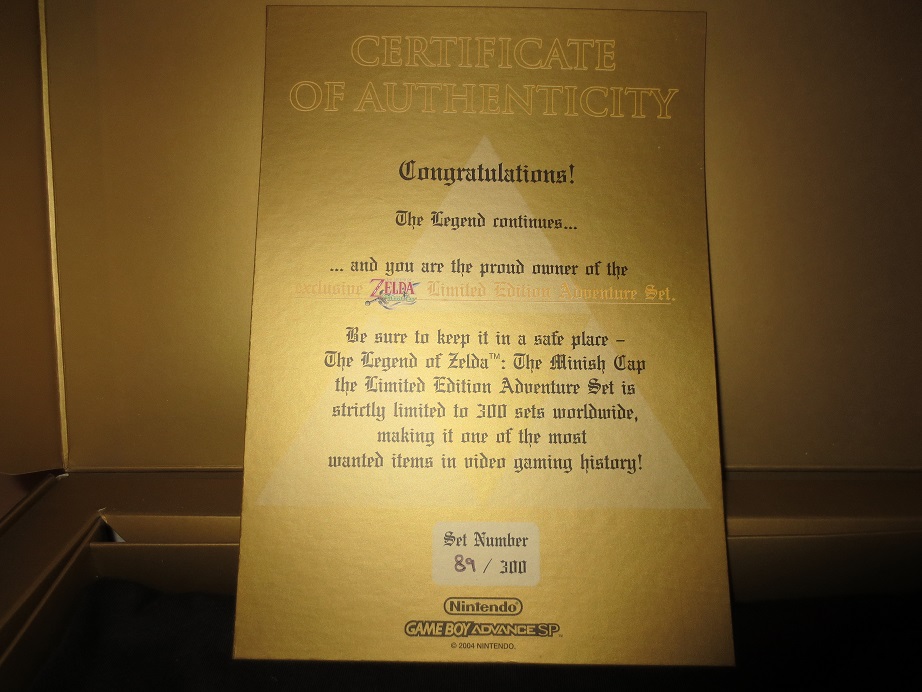 CERTIFICATE
OF AUTHENTICITY
Congratulations!
The Legend continues...
... and you are the proud owner of the
exclusive ZELDA Limited Edition Adventure Set.
Be sure to keep it in a safe place –
The Legend of Zelda™: The Minish Cap
the Limited Edition Adventure Set is
strictly limited to 300 sets worldwide,
making it one of the most
wanted items in video gaming history!
Set Number
89 / 300
Nintendo®
GAME BOY ADVANCE SP™
© 2004 NINTENDO.